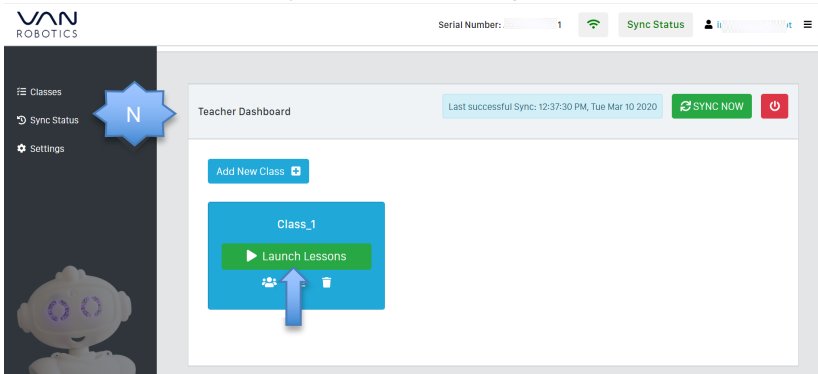 VAN
ROBOTICS
Serial Number: 1
Sync Status
Classes
Sync Status
Settings
N
Teacher Dashboard
Last successful Sync: 12:37:30 PM, Tue Mar 10 2020
SYNC NOW
Add New Class
Class_1
Launch Lessons